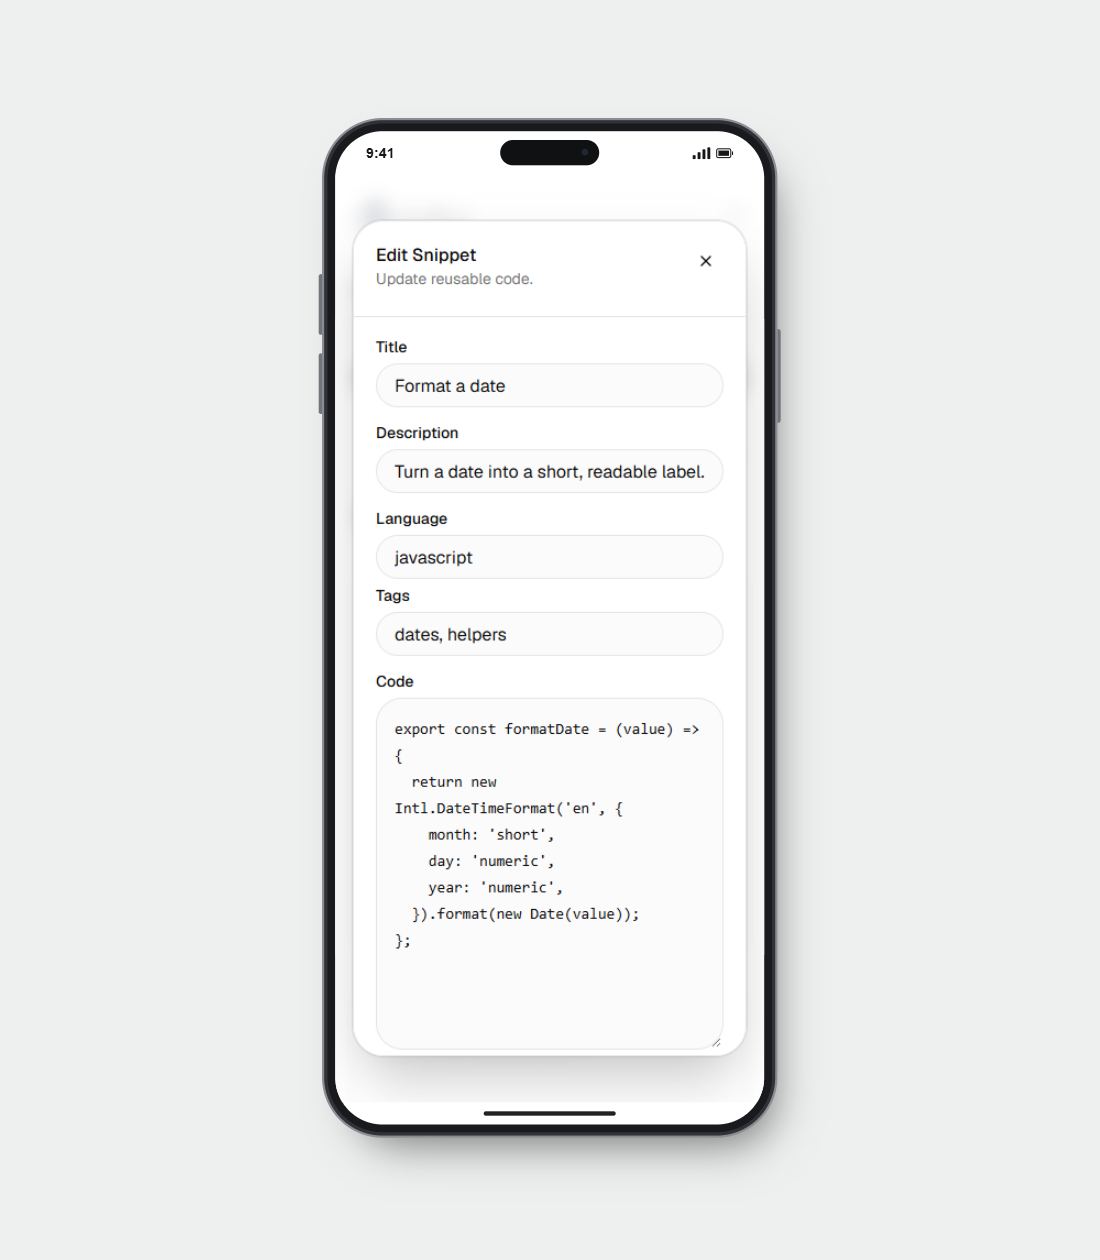 9:41
Edit Snippet
Update reusable code.
Title
Format a date
Description
Turn a date into a short, readable label.
Language
javascript
Tags
dates, helpers
Code
export const formatDate = (value) =>
{
  return new
Intl.DateTimeFormat('en', {
    month: 'short',
    day: 'numeric',
    year: 'numeric',
  }).format(new Date(value));
};